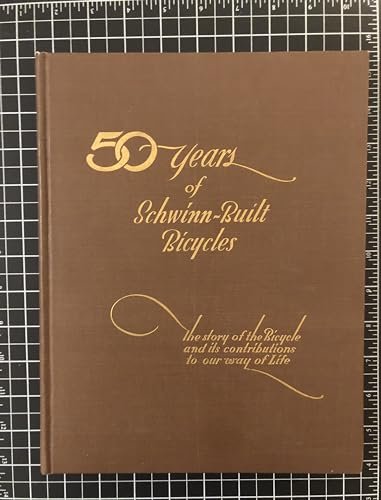 50 Years
of
Schwinn-Built
Bicycles
The story of the Bicycle
and its contributions
to our way of Life